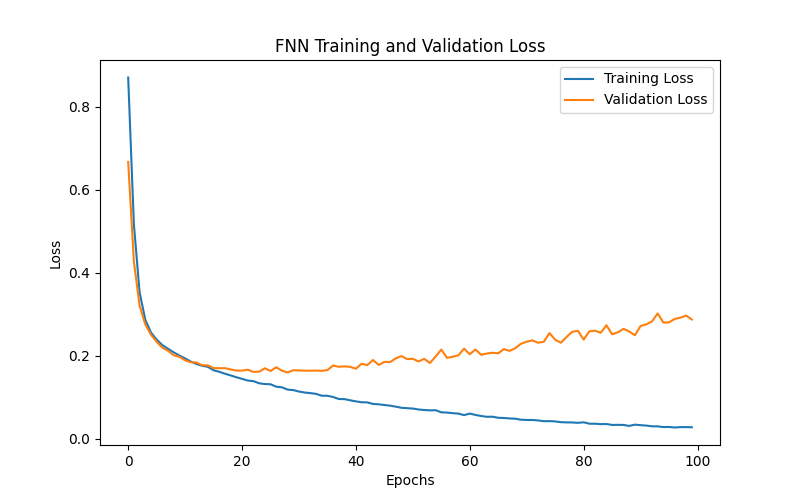 FNN Training and Validation Loss
Training Loss
Validation Loss
0.8
0.6
0.4
0.2
0.0
Loss
0 20 40 60 80 100
Epochs